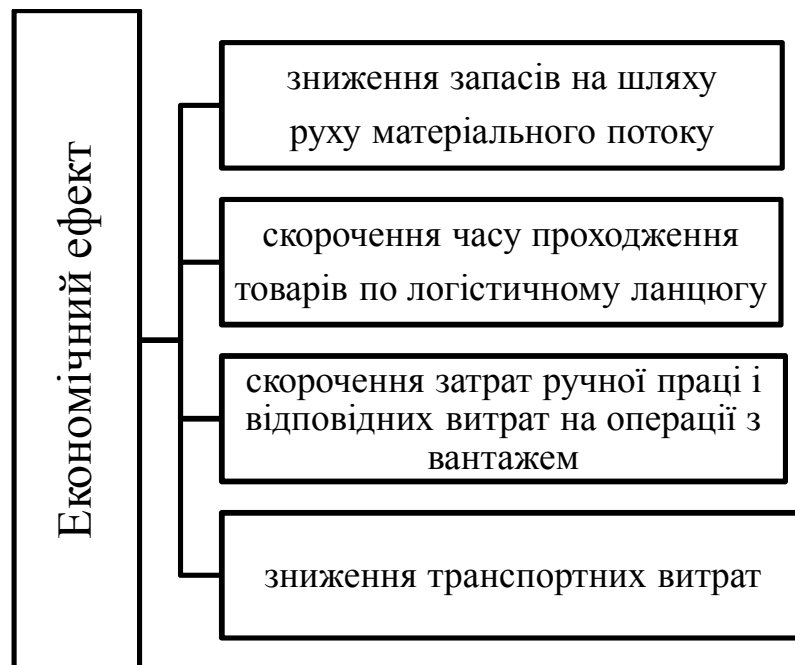 Економічний ефект
зниження запасів на шляху
руху матеріального потоку
скорочення часу проходження
товарів по логістичному ланцюгу
скорочення затрат ручної праці і
відповідних витрат на операції з
вантажем
зниження транспортних витрат